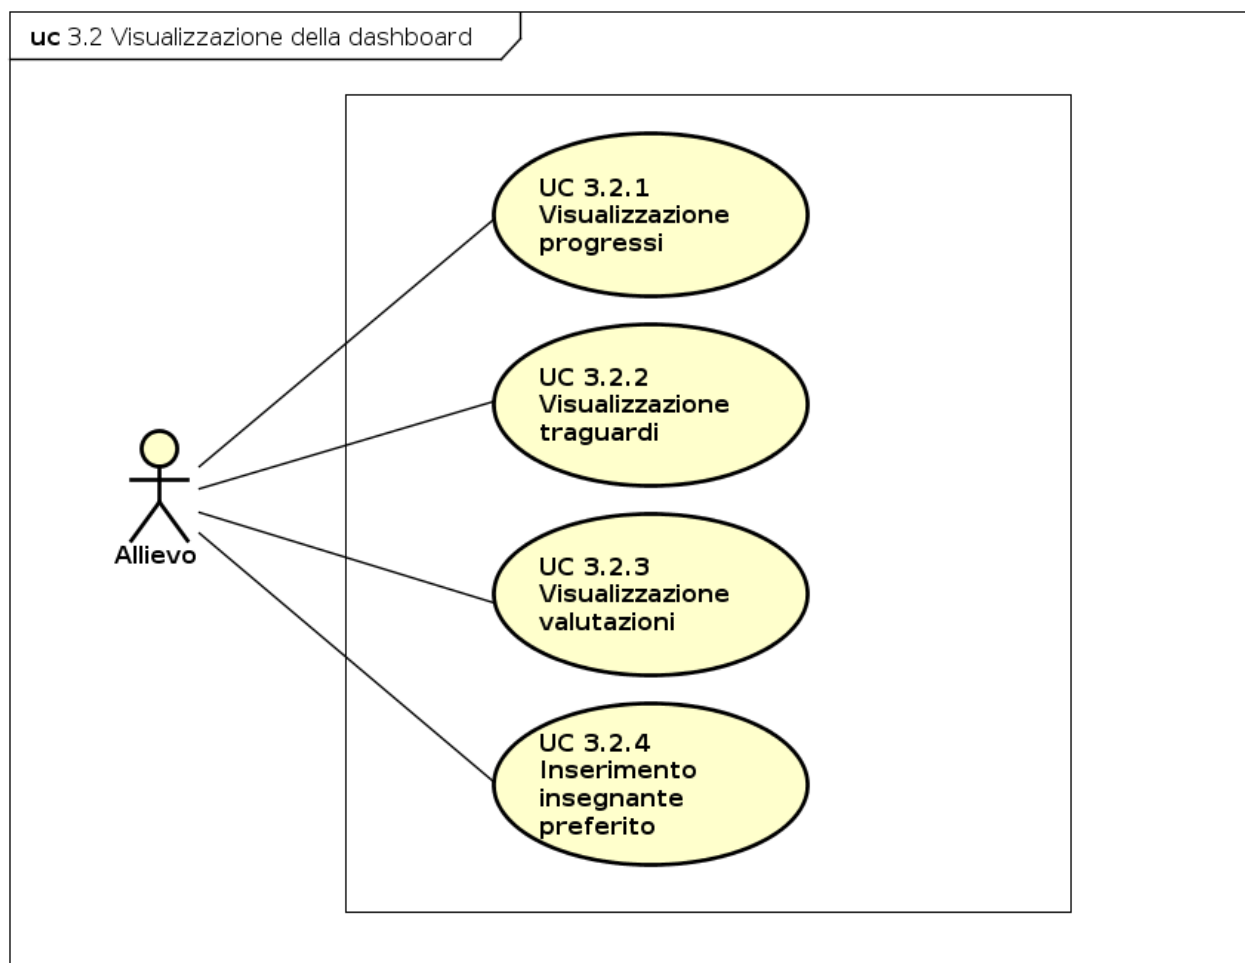 uc 3.2 Visualizzazione della dashboard
UC 3.2.1
Visualizzazione
progressi
UC 3.2.2
Visualizzazione
traguardi
Allievo
UC 3.2.3
Visualizzazione
valutazioni
UC 3.2.4
Inserimento
insegnante
preferito